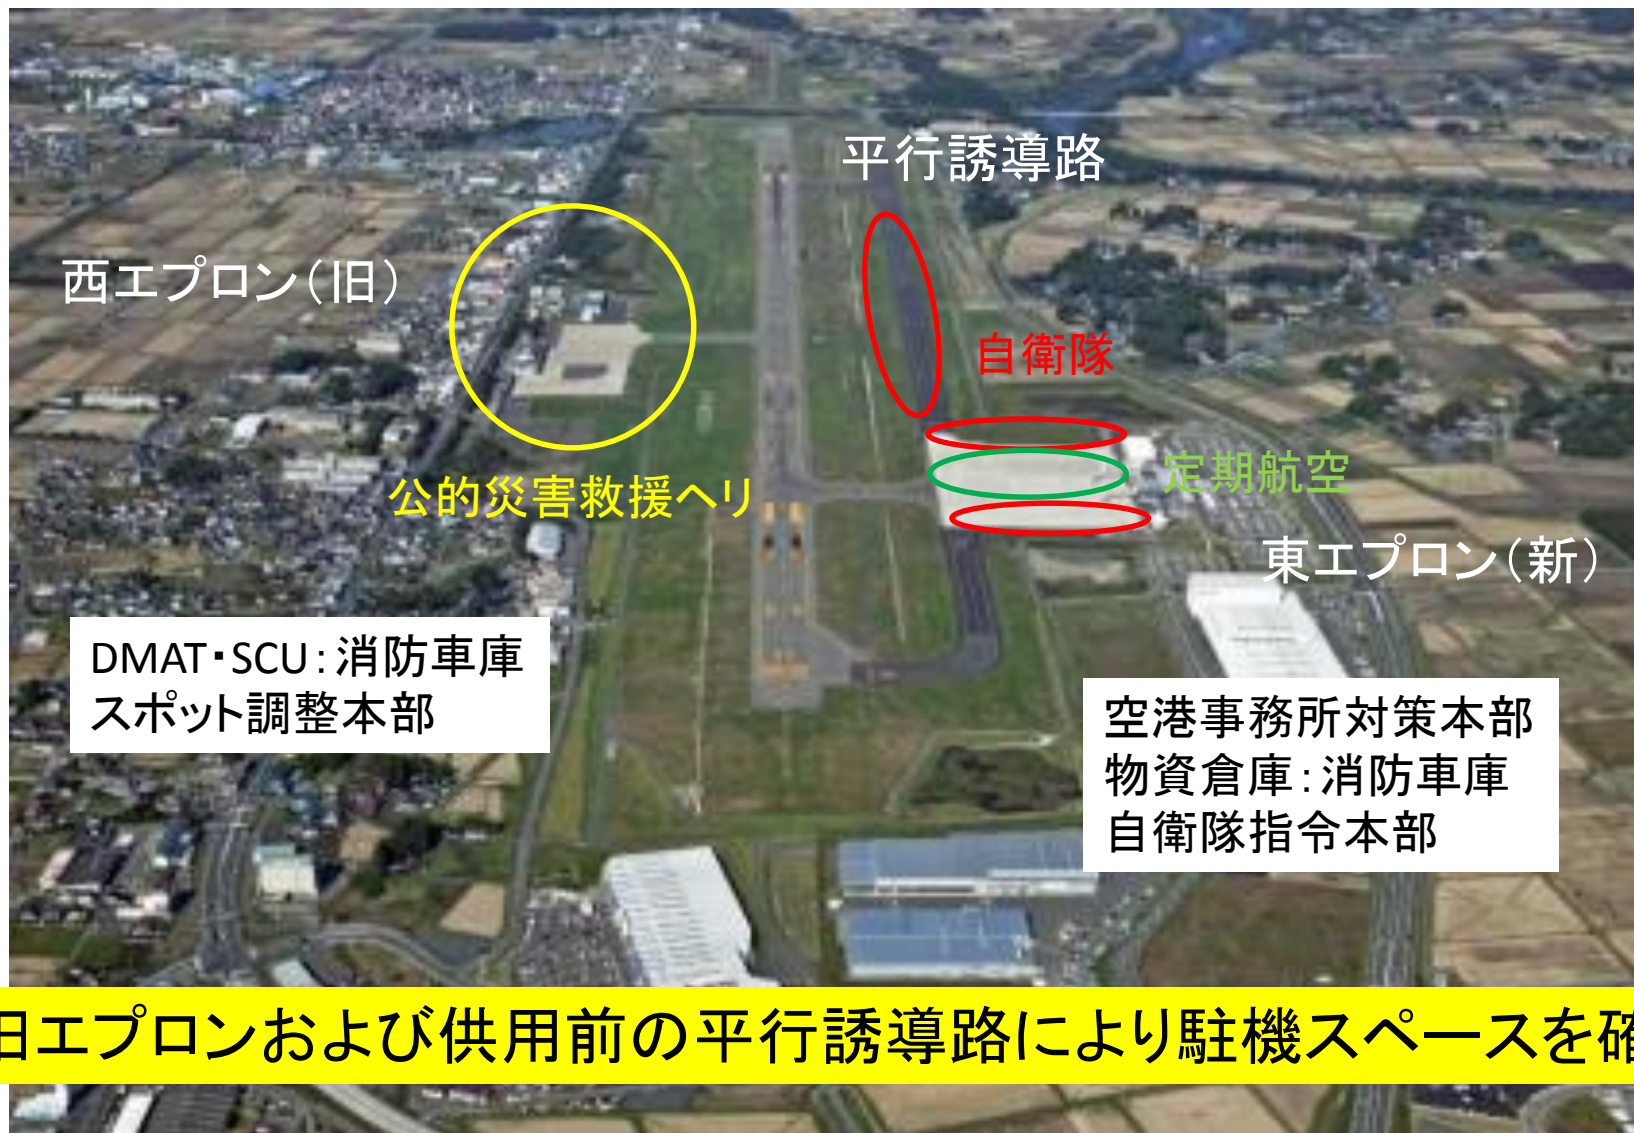 平行誘導路
西エプロン（旧）
自衛隊
定期航空
公的災害救援ヘリ
東エプロン（新）
DMAT・SCU：消防車庫
スポット調整本部
空港事務所対策本部
物資倉庫：消防車庫
自衛隊指令本部
旧エプロンおよび供用前の平行誘導路により駐機スペースを確